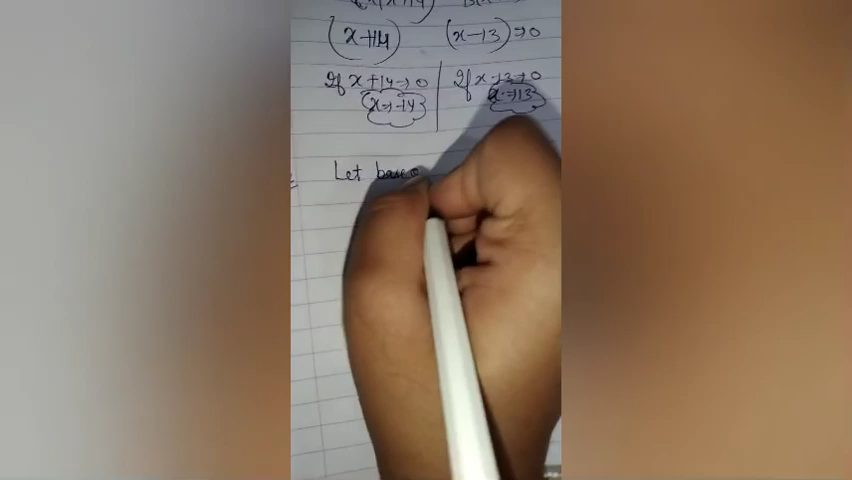 (x+14) (x-13) ⇒ 0
If x+14 ⇒ 0 | If x-13 ⇒ 0
x ⇒ -14 x ⇒ 13
Let base